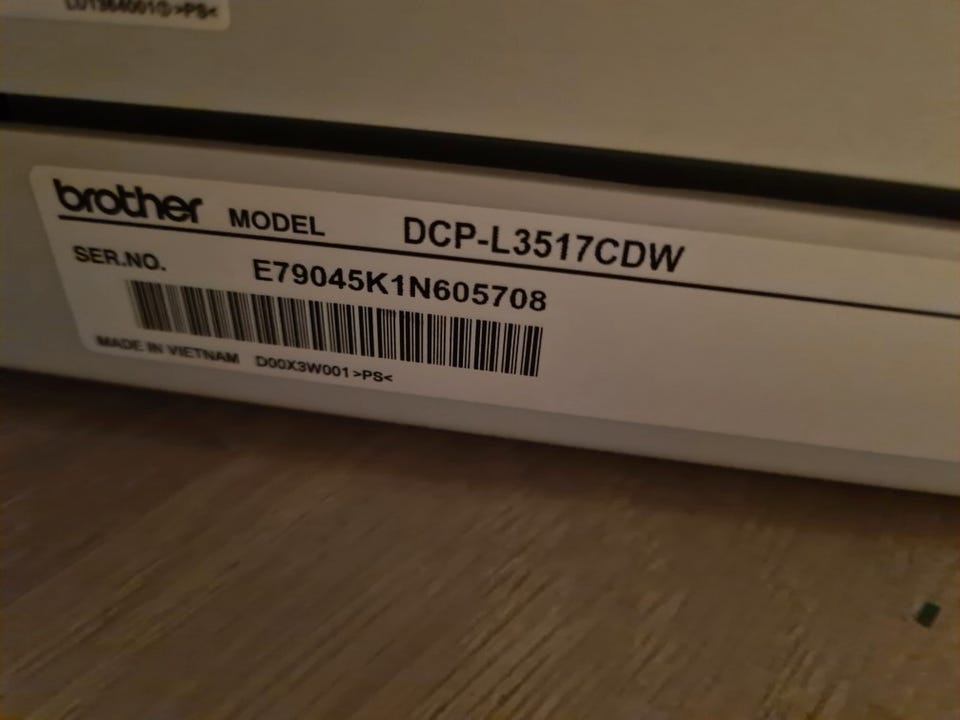 brother MODEL DCP-L3517CDW
SER.NO. E79045K1N605708
MADE IN VIETNAM D00X3W001 >PS<